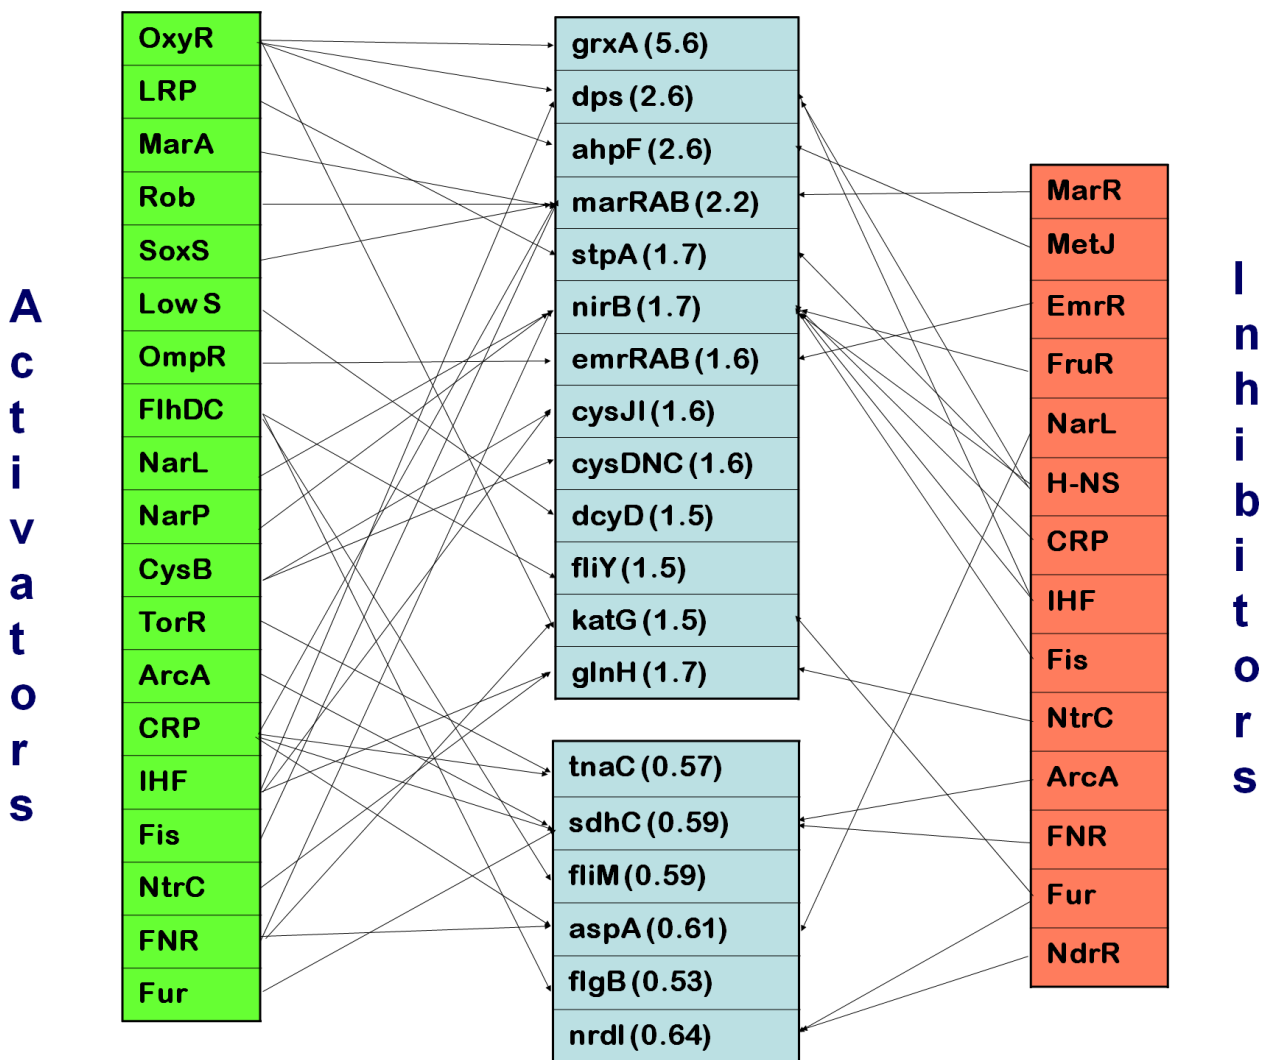 Activators
OxyR
LRP
MarA
Rob
SoxS
Low S
OmpR
FlhDC
NarL
NarP
CysB
TorR
ArcA
CRP
IHF
Fis
NtrC
FNR
Fur
grxA (5.6)
dps (2.6)
ahpF (2.6)
marRAB (2.2)
stpA (1.7)
nirB (1.7)
emrRAB (1.6)
cysJI (1.6)
cysDNC (1.6)
dcyD (1.5)
fliY (1.5)
katG (1.5)
glnH (1.7)
tnaC (0.57)
sdhC (0.59)
fliM (0.59)
aspA (0.61)
flgB (0.53)
nrdI (0.64)
MarR
MetJ
EmrR
FruR
NarL
H-NS
CRP
IHF
Fis
NtrC
ArcA
FNR
Fur
NdrR
Inhibitors